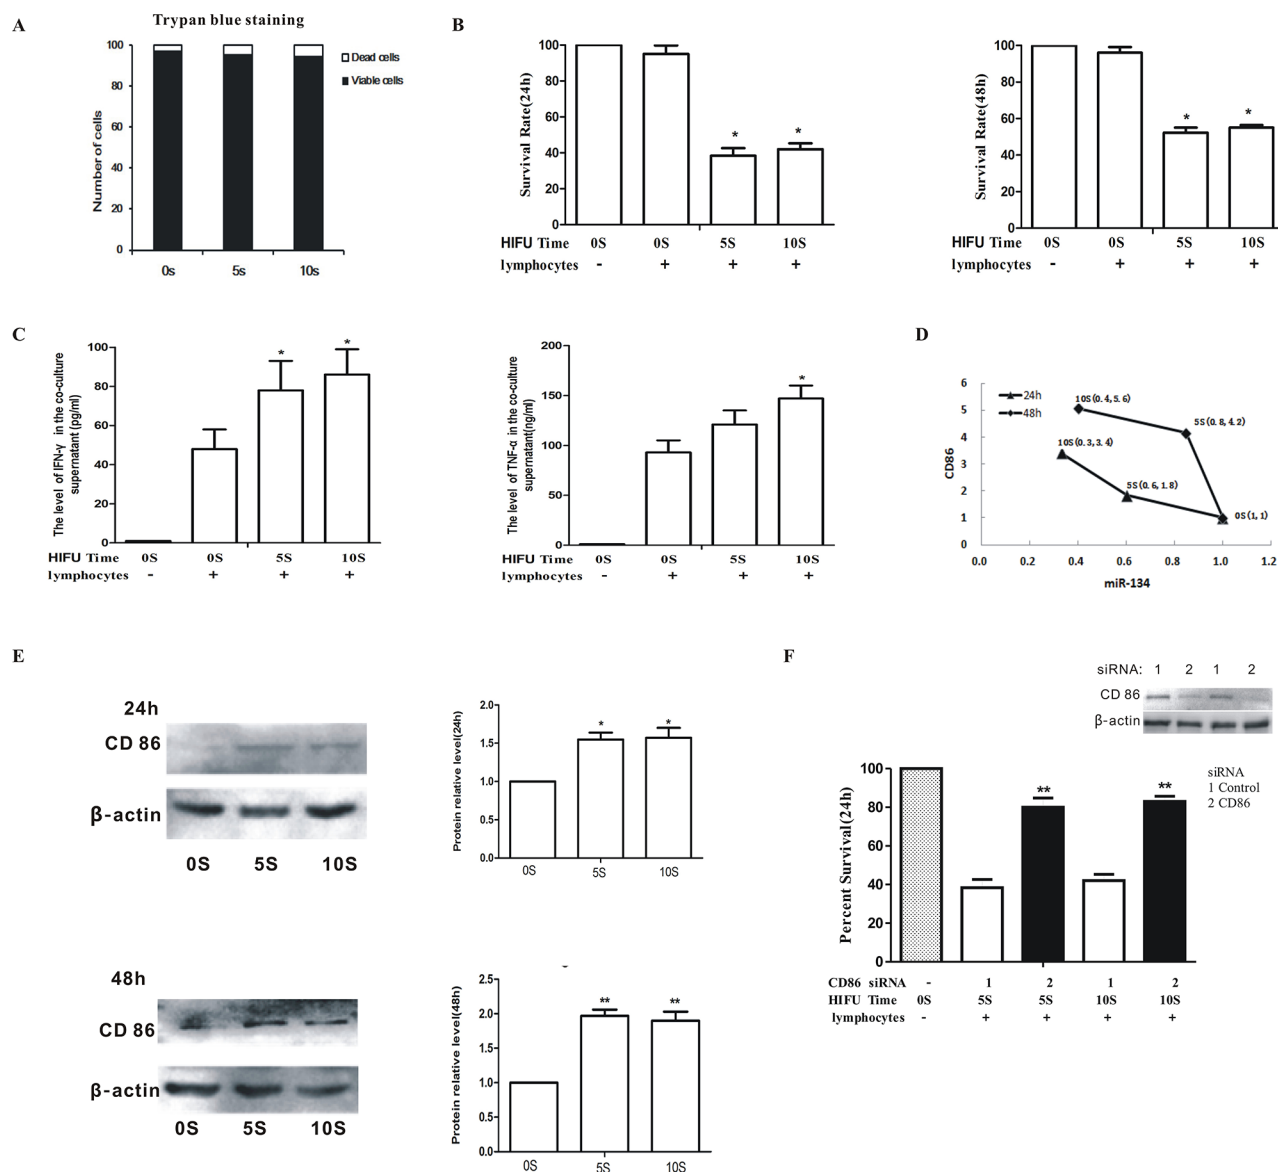 A
Trypan blue staining
Number of cells
100
80
60
40
20
0
0s
5s
10s
Dead cells
Viable cells
B
Survival Rate(24h)
100
80
60
40
20
0
*
*
HIFU Time 0S 0S 5S 10S
lymphocytes - + + +
Survival Rate(48h)
100
80
60
40
20
0
*
*
HIFU Time 0S 0S 5S 10S
lymphocytes - + + +
C
The level of IFN-γ in the co-culture
supernatant(pg/ml)
100
80
60
40
20
0
*
*
HIFU Time 0S 0S 5S 10S
lymphocytes - + + +
The level of TNF-α in the co-culture
supernatant(ng/ml)
200
150
100
50
0
*
HIFU Time 0S 0S 5S 10S
lymphocytes - + + +
D
CD86
6
5
4
3
2
1
0
24h
48h
10S(0.4, 5.6)
5S(0.8, 4.2)
10S(0.3, 3.4)
5S(0.6, 1.8)
0S(1, 1)
0.0 0.2 0.4 0.6 0.8 1.0 1.2
miR-134
E
24h
CD 86
β-actin
0S 5S 10S
Protein relative level(24h)
2.0
1.5
1.0
0.5
0.0
*
*
0S 5S 10S
48h
CD 86
β-actin
0S 5S 10S
Protein relative level(48h)
2.5
2.0
1.5
1.0
0.5
0.0
**
**
0S 5S 10S
F
siRNA: 1 2 1 2
CD 86
β-actin
siRNA
1 Control
2 CD86
Percent Survival(24h)
100
80
60
40
20
0
**
**
CD86 siRNA - 1 2 1 2
HIFU Time 0S 5S 5S 10S 10S
lymphocytes - + + + +